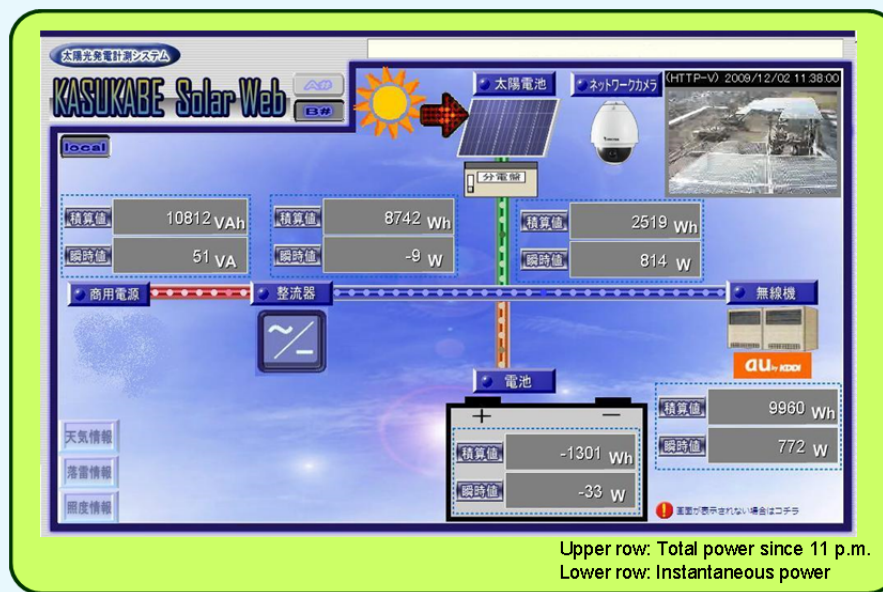 太陽光発電計測システム
KASUKABE Solar Web
A#
B#
太陽電池
ネットワークカメラ
(HTTP-V) 2009/12/02 11:38:00
local
分電盤
積算値 10812 VAh
瞬時値 51 VA
積算値 8742 Wh
瞬時値 -9 W
積算値 2519 Wh
瞬時値 814 W
商用電源
整流器
無線機
au by KDDI
電池
+ −
積算値 -1301 Wh
瞬時値 -33 W
積算値 9960 Wh
瞬時値 772 W
天気情報
落雷情報
照度情報
! 画面が表示されない場合はコチラ
Upper row: Total power since 11 p.m.
Lower row: Instantaneous power